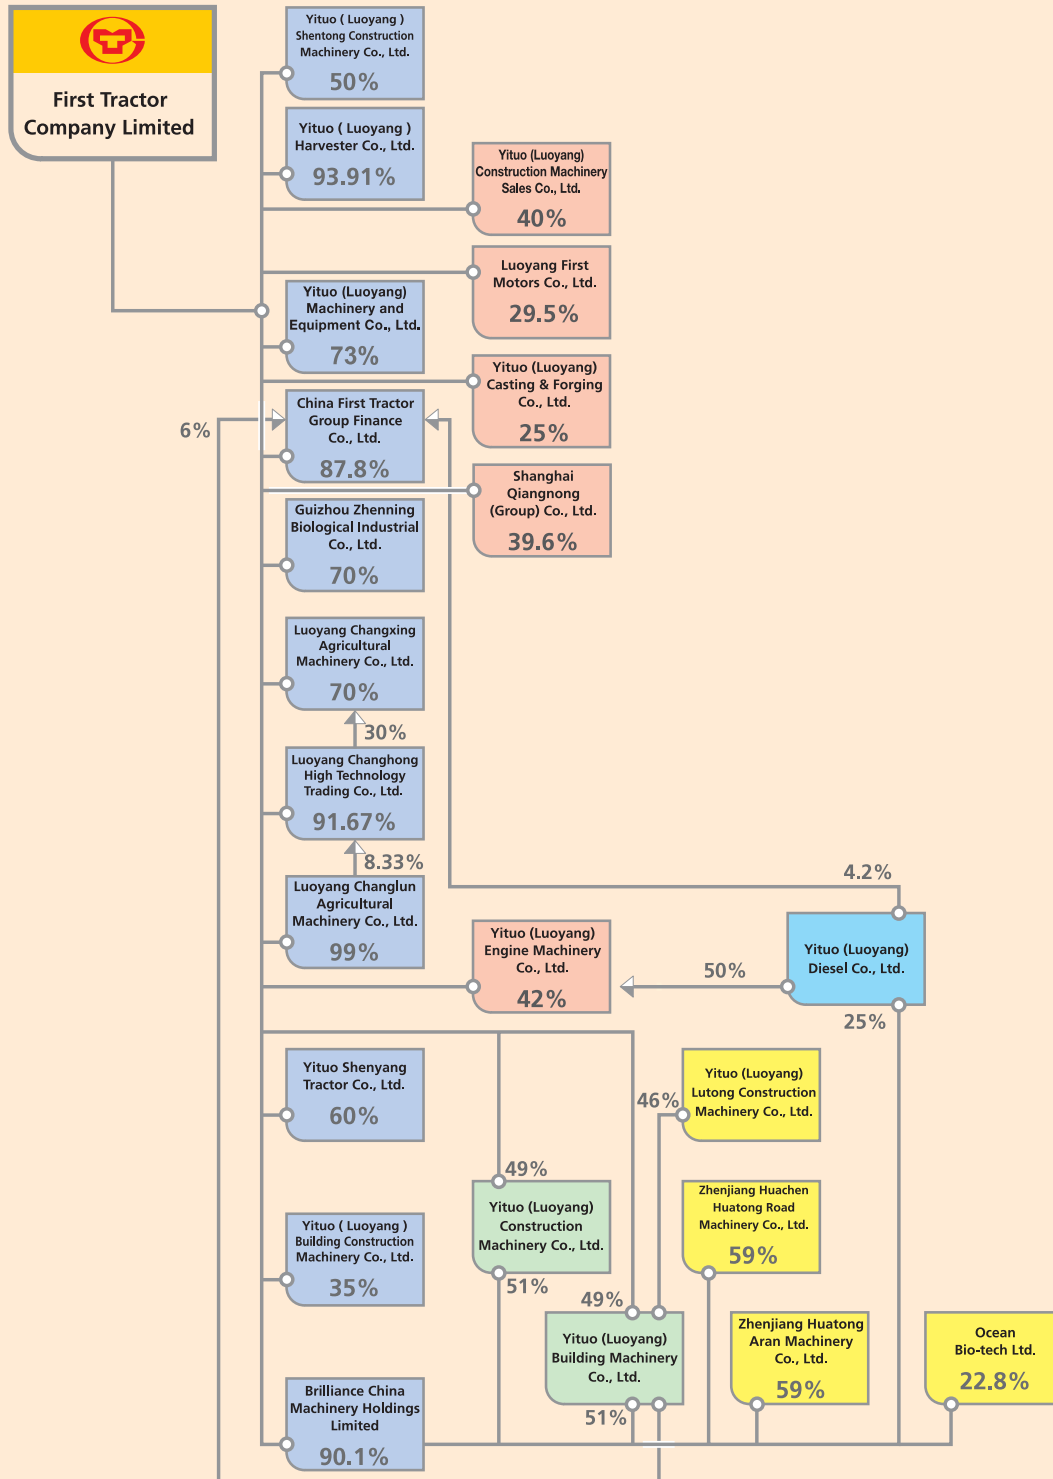 First Tractor
Company Limited
Yituo ( Luoyang )
Shentong Construction
Machinery Co., Ltd.
50%
Yituo ( Luoyang )
Harvester Co., Ltd.
93.91%
Yituo (Luoyang)
Construction Machinery
Sales Co., Ltd.
40%
Luoyang First
Motors Co., Ltd.
29.5%
Yituo (Luoyang)
Machinery and
Equipment Co., Ltd.
73%
Yituo (Luoyang)
Casting & Forging
Co., Ltd.
25%
6%
China First Tractor
Group Finance
Co., Ltd.
87.8%
Shanghai
Qiangnong
(Group) Co., Ltd.
39.6%
Guizhou Zhenning
Biological Industrial
Co., Ltd.
70%
Luoyang Changxing
Agricultural
Machinery Co., Ltd.
70%
30%
Luoyang Changhong
High Technology
Trading Co., Ltd.
91.67%
8.33%
Luoyang Changlun
Agricultural
Machinery Co., Ltd.
99%
4.2%
Yituo (Luoyang)
Engine Machinery
Co., Ltd.
42%
50%
Yituo (Luoyang)
Diesel Co., Ltd.
25%
Yituo Shenyang
Tractor Co., Ltd.
60%
46%
Yituo (Luoyang)
Lutong Construction
Machinery Co., Ltd.
49%
Yituo (Luoyang)
Construction
Machinery Co., Ltd.
51%
Zhenjiang Huachen
Huatong Road
Machinery Co., Ltd.
59%
Yituo ( Luoyang )
Building Construction
Machinery Co., Ltd.
35%
49%
Yituo (Luoyang)
Building Machinery
Co., Ltd.
51%
Zhenjiang Huatong
Aran Machinery
Co., Ltd.
59%
Ocean
Bio-tech Ltd.
22.8%
Brilliance China
Machinery Holdings
Limited
90.1%